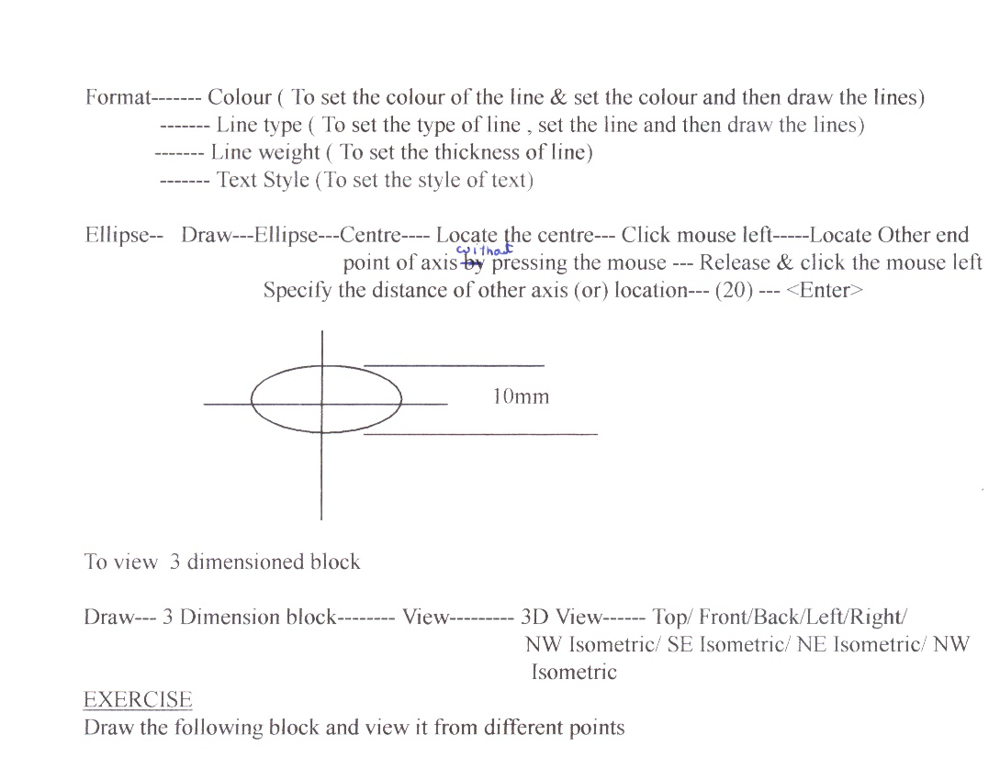 Format------- Colour ( To set the colour of the line & set the colour and then draw the lines)
------- Line type ( To set the type of line , set the line and then draw the lines)
------- Line weight ( To set the thickness of line)
------- Text Style (To set the style of text)
Ellipse-- Draw---Ellipse---Centre---- Locate the centre--- Click mouse left-----Locate Other end
without
point of axis by pressing the mouse --- Release & click the mouse left
Specify the distance of other axis (or) location--- (20) --- <Enter>
10mm
To view 3 dimensioned block
Draw--- 3 Dimension block-------- View--------- 3D View------ Top/ Front/Back/Left/Right/
NW Isometric/ SE Isometric/ NE Isometric/ NW
Isometric
EXERCISE
Draw the following block and view it from different points